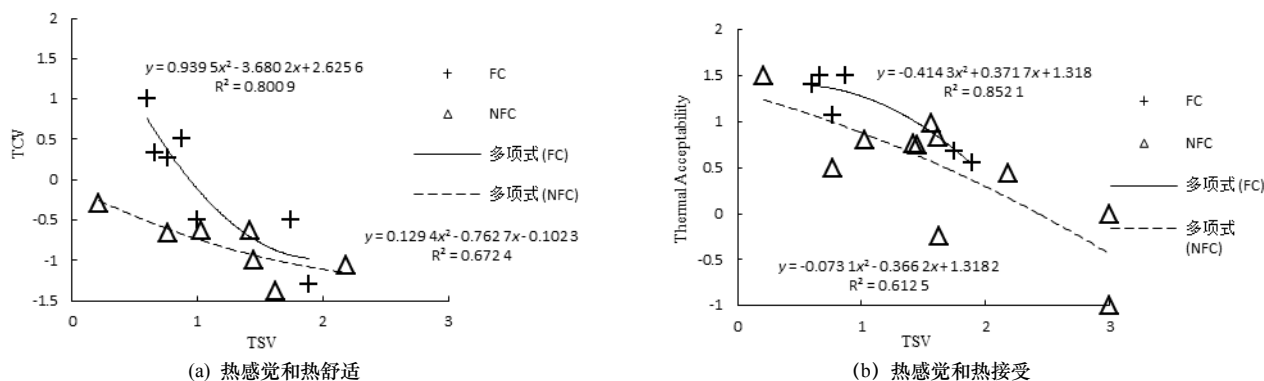 2
1.5
1
0.5
0
-0.5
-1
-1.5
TCV
0 1 2 3
TSV
y = 0.939 5x² - 3.680 2x + 2.625 6
R² = 0.800 9
FC
NFC
多项式 (FC)
多项式 (NFC)
y = 0.129 4x² - 0.762 7x - 0.102 3
R² = 0.672 4
(a) 热感觉和热舒适
2
1.5
1
0.5
0
-0.5
-1
Thermal Acceptability
0 1 2 3
TSV
y = -0.414 3x² + 0.371 7x + 1.318
R² = 0.852 1
FC
NFC
多项式 (FC)
多项式
(NFC)
y = -0.073 1x² - 0.366 2x + 1.318 2
R² = 0.612 5
(b) 热感觉和热接受